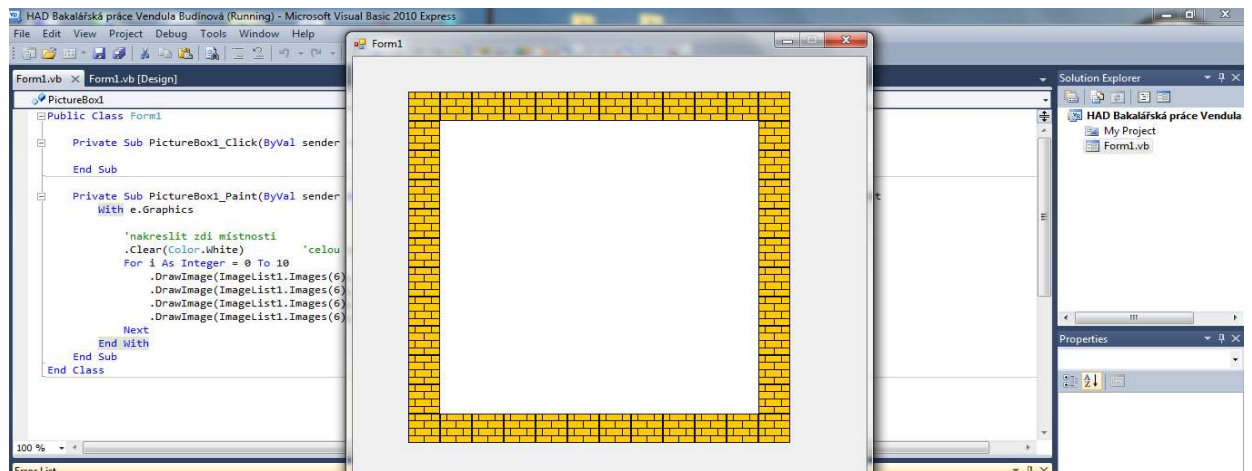 HAD Bakalářská práce Vendula Budínová (Running) - Microsoft Visual Basic 2010 Express
File Edit View Project Debug Tools Window Help
Form1
Form1.vb Form1.vb [Design]
PictureBox1
Public Class Form1
Private Sub PictureBox1_Click(ByVal sender
End Sub
Private Sub PictureBox1_Paint(ByVal sender
With e.Graphics
'nakreslit zdi místnosti
.Clear(Color.White) 'celou
For i As Integer = 0 To 10
.DrawImage(ImageList1.Images(6)
.DrawImage(ImageList1.Images(6)
.DrawImage(ImageList1.Images(6)
.DrawImage(ImageList1.Images(6)
Next
End With
End Sub
End Class
100 %
Error List
Solution Explorer
HAD Bakalářská práce Vendula
My Project
Form1.vb
Properties